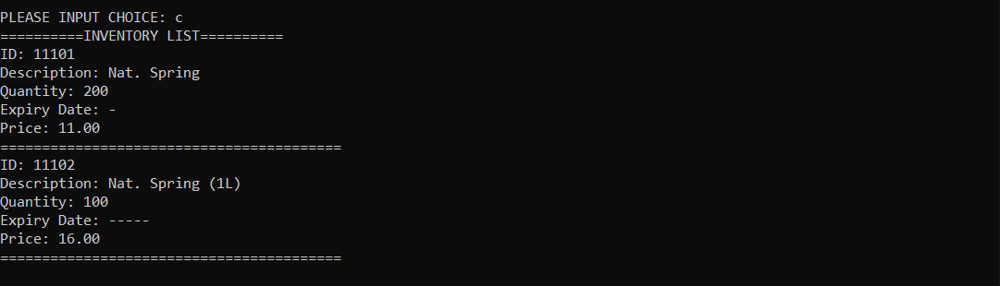 PLEASE INPUT CHOICE: c
==========INVENTORY LIST==========
ID: 11101
Description: Nat. Spring
Quantity: 200
Expiry Date: -
Price: 11.00
=========================================
ID: 11102
Description: Nat. Spring (1L)
Quantity: 100
Expiry Date: -----
Price: 16.00
=========================================